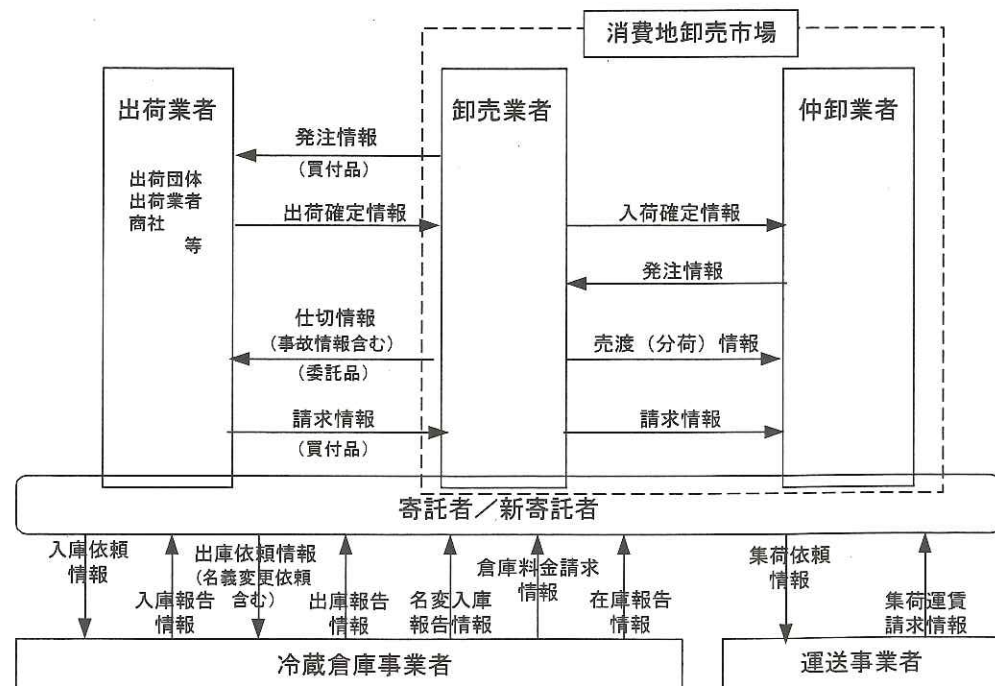 消費地卸売市場
出荷業者
卸売業者
仲卸業者
出荷団体
出荷業者
商社
等
発注情報
(買付品)
出荷確定情報
入荷確定情報
発注情報
仕切情報
(事故情報含む)
(委託品)
売渡(分荷)情報
請求情報
(買付品)
請求情報
寄託者/新寄託者
入庫依頼
情報
入庫報告
情報
出庫依頼情報
(名義変更依頼
含む)
出庫報告
情報
名変入庫
報告情報
倉庫料金請求
情報
在庫報告
情報
集荷依頼
情報
集荷運賃
請求情報
冷蔵倉庫事業者
運送事業者